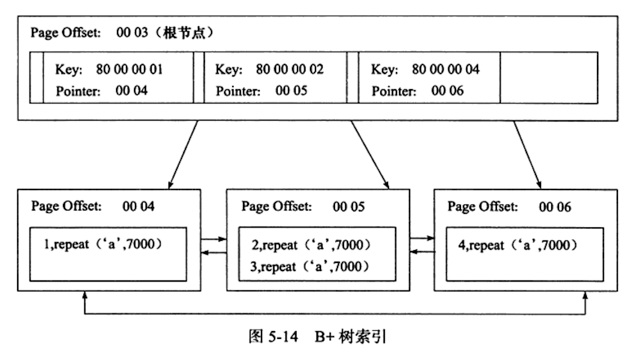 Page Offset: 00 03（根节点）
Key: 80 00 00 01
Pointer: 00 04
Key: 80 00 00 02
Pointer: 00 05
Key: 80 00 00 04
Pointer: 00 06
Page Offset: 00 04
1,repeat（‘a’,7000）
Page Offset: 00 05
2,repeat（‘a’,7000）
3,repeat（‘a’,7000）
Page Offset: 00 06
4,repeat（‘a’,7000）
图 5-14 B+ 树索引